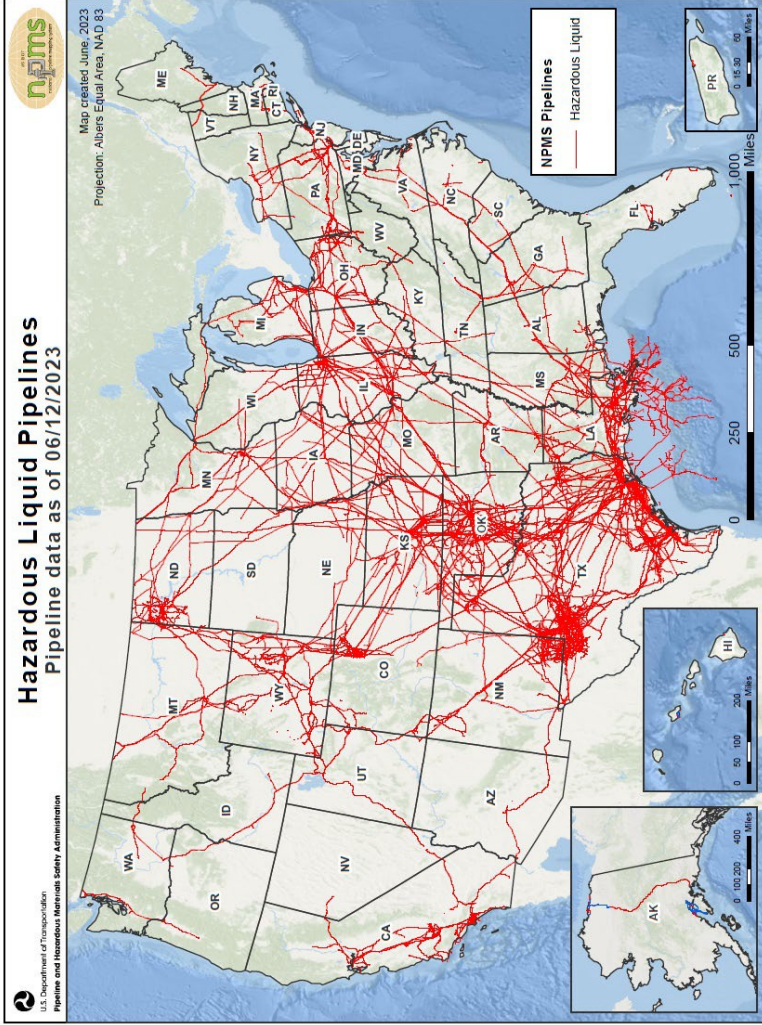 Hazardous Liquid Pipelines
Pipeline data as of 06/12/2023
U.S. Department of Transportation
Pipeline and Hazardous Materials Safety Administration
npms
Map created June, 2023
Projection: Albers Equal Area, NAD 83
WA
OR
CA
NV
ID
MT
WY
UT
AZ
CO
NM
ND
SD
NE
KS
OK
TX
MN
IA
MO
AR
LA
WI
IL
MS
MI
IN
KY
TN
AL
OH
WV
GA
FL
SC
NC
VA
PA
NY
MD
DE
NJ
VT
NH
MA
CT
RI
ME
NPMS Pipelines
Hazardous Liquid
AK
0 100 200 400
Miles
HI
0 50 100 200
Miles
0 250 500 1,000
Miles
PR
0 15 30 60
Miles